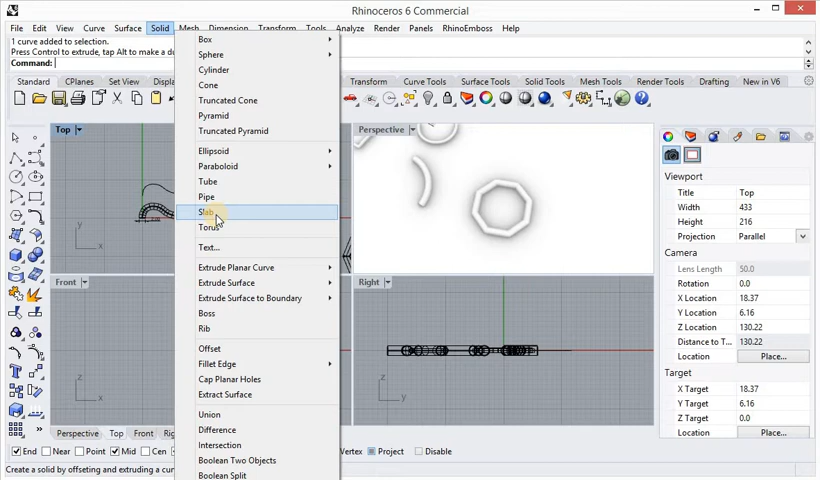 Rhinoceros 6 Commercial
File Edit View Curve Surface Solid Mesh Dimension Transform Tools Analyze Render Panels RhinoEmboss Help
1 curve added to selection.
Press Control to extrude, tap Alt to make a du
Command:
Standard CPlanes Set View Transform Curve Tools Surface Tools Solid Tools Mesh Tools Render Tools Drafting New in V6
Box
Sphere
Cylinder
Cone
Truncated Cone
Pyramid
Truncated Pyramid
Ellipsoid
Paraboloid
Tube
Pipe
Slab
Torus
Text...
Extrude Planar Curve
Extrude Surface
Extrude Surface to Boundary
Boss
Rib
Offset
Fillet Edge
Cap Planar Holes
Extract Surface
Union
Difference
Intersection
Boolean Two Objects
Boolean Split
Top
Perspective
Front
Right
z
x
z
y
Viewport
Title Top
Width 433
Height 216
Projection Parallel
Camera
Lens Length 50.0
Rotation 0.0
X Location 18.37
Y Location 6.16
Z Location 130.22
Distance to T... 130.22
Location Place...
Target
X Target 18.37
Y Target 6.16
Z Target 0.0
Location Place...
Perspective Top Front
End Near Point Mid Cen Vertex Project Disable
Create a solid by offsetting and extruding a curve